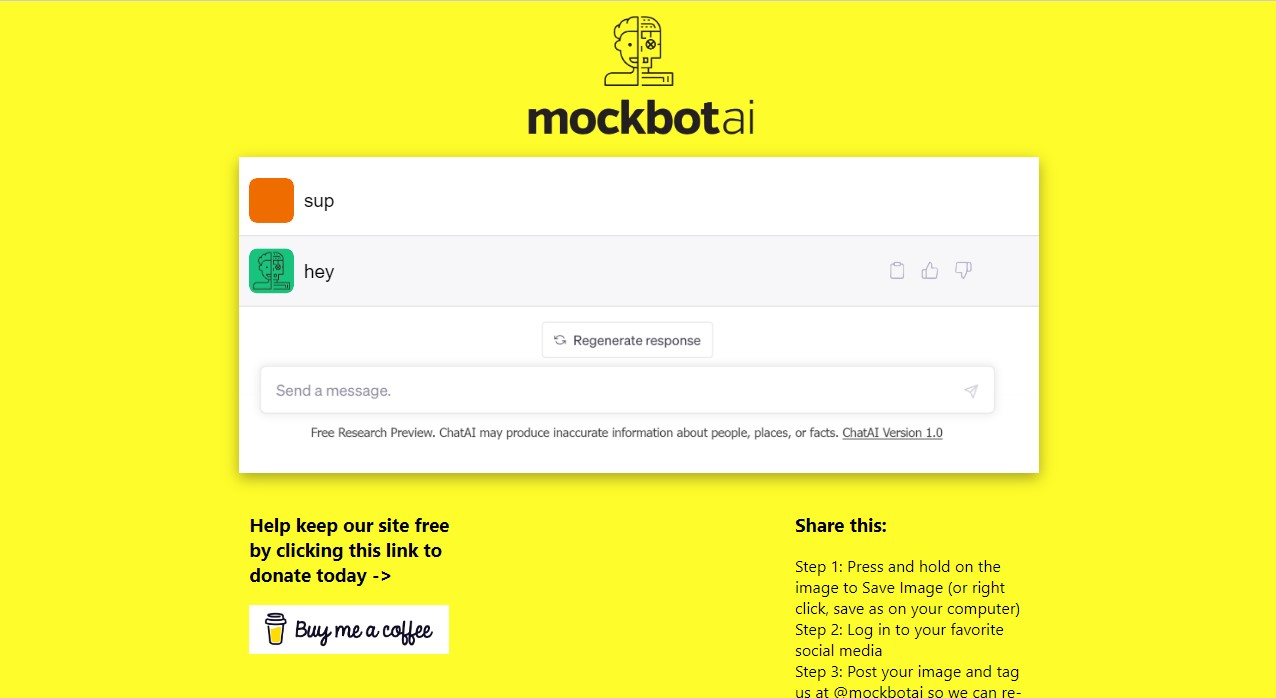 mockbotai
sup
hey
Regenerate response
Send a message.
Free Research Preview. ChatAI may produce inaccurate information about people, places, or facts. ChatAI Version 1.0
Help keep our site free
by clicking this link to
donate today ->
Buy me a coffee
Share this:
Step 1: Press and hold on the
image to Save Image (or right
click, save as on your computer)
Step 2: Log in to your favorite
social media
Step 3: Post your image and tag
us at @mockbotai so we can re-